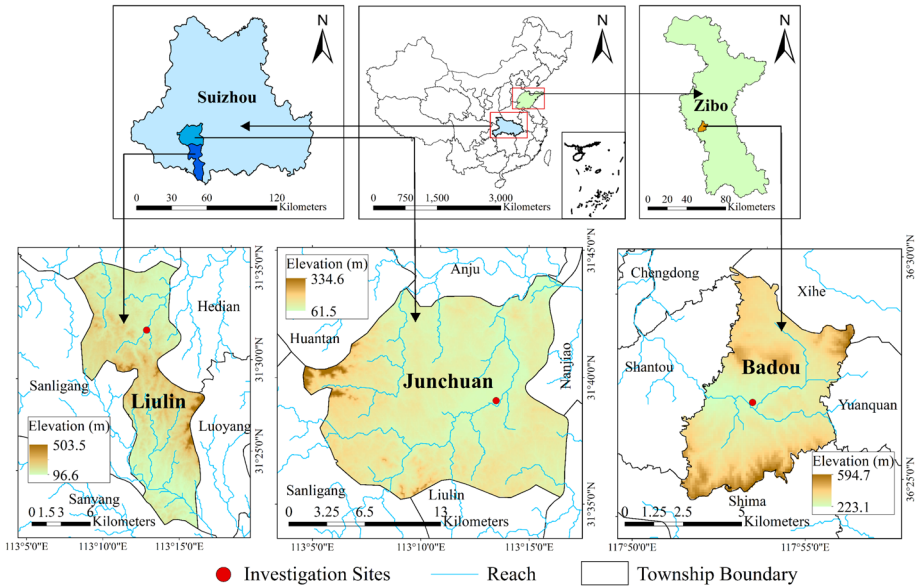 N
Suizhou
0 30 60 120
Kilometers
N
0 750 1,500 3,000
Kilometers
N
Zibo
0 20 40 80
Kilometers
Hedian
Sanligang
Liulin
Luoyang
Sanyang
Elevation (m)
503.5
96.6
0 1.5 3 6
Kilometers
113°5'0"E 113°10'0"E 113°15'0"E
31°35'0"N
31°30'0"N
31°25'0"N
Elevation (m)
334.6
61.5
Anju
Huantan
Junchuan
Nanjiao
Sanligang
Liulin
0 3.25 6.5 13
Kilometers
113°50'0"E 113°0'0"E 113°15'0"E
31°45'0"N
31°40'0"N
31°35'0"N
Chengdong
Xihe
Shantou
Badou
Yuanquan
Shima
Elevation (m)
594.7
223.1
0 1.25 2.5 5
Kilometers
117°50'0"E 117°55'0"E
36°30'0"N
36°25'0"N
Investigation Sites Reach Township Boundary